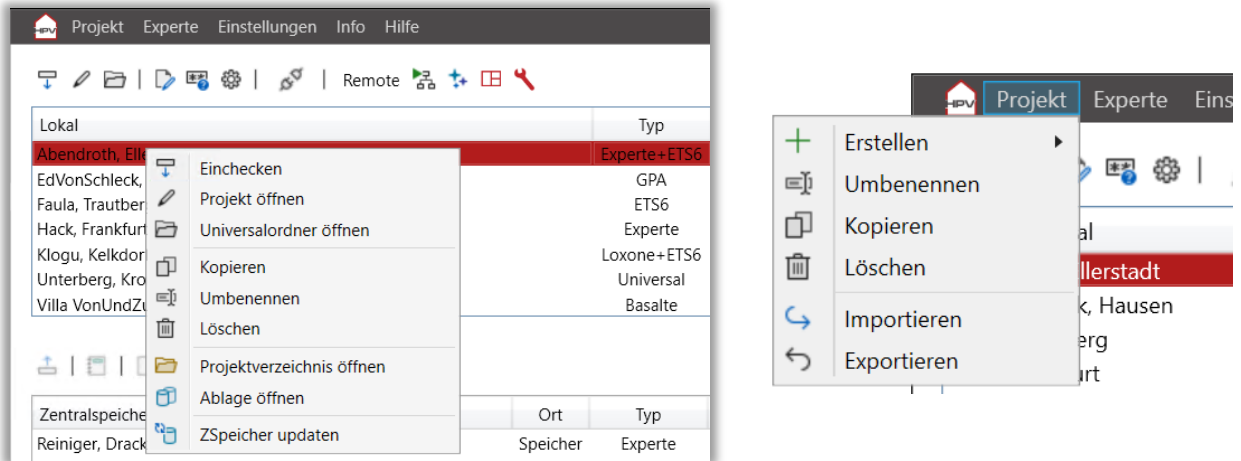 HPV Projekt Experte Einstellungen Info Hilfe
Remote
Lokal Typ
Abendroth, Elle Experte+ETS6
EdVonSchleck, GPA
Faula, Trautber ETS6
Hack, Frankfurt Experte
Klogu, Kelkdor Loxone+ETS6
Unterberg, Kro Universal
Villa VonUndZu Basalte
Einchecken
Projekt öffnen
Universalordner öffnen
Kopieren
Umbenennen
Löschen
Projektverzeichnis öffnen
Ablage öffnen
ZSpeicher updaten
Zentralspeiche Ort Typ
Reiniger, Drack Speicher Experte
HPV Projekt Experte Eins
Erstellen
Umbenennen
Kopieren
Löschen
Importieren
Exportieren
al
llerstadt
k, Hausen
erg
urt